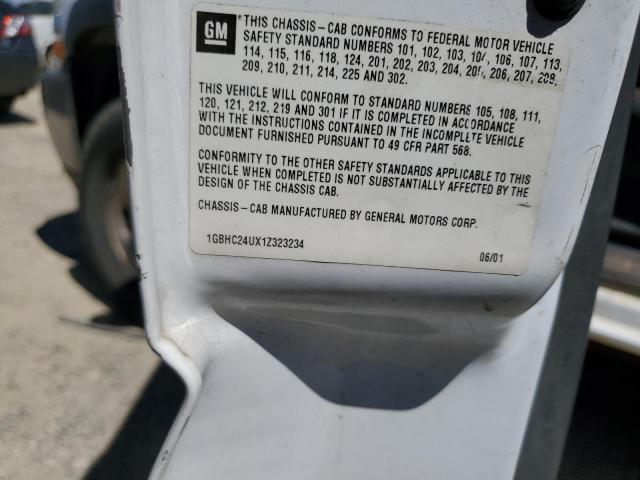 GM
*THIS CHASSIS-CAB CONFORMS TO FEDERAL MOTOR VEHICLE
SAFETY STANDARD NUMBERS 101, 102, 103, 104, 106, 107, 113,
114, 115, 116, 118, 124, 201, 202, 203, 204, 205, 206, 207, 209,
209, 210, 211, 214, 225 AND 302.
THIS VEHICLE WILL CONFORM TO STANDARD NUMBERS 105, 108, 111,
120, 121, 212, 219 AND 301 IF IT IS COMPLETED IN ACCORDANCE
WITH THE INSTRUCTIONS CONTAINED IN THE INCOMPLETE VEHICLE
DOCUMENT FURNISHED PURSUANT TO 49 CFR PART 568.
CONFORMITY TO THE OTHER SAFETY STANDARDS APPLICABLE TO THIS
VEHICLE WHEN COMPLETED IS NOT SUBSTANTIALLY AFFECTED BY THE
DESIGN OF THE CHASSIS CAB.
CHASSIS-CAB MANUFACTURED BY GENERAL MOTORS CORP.
1GBHC24UX1Z323234
06/01